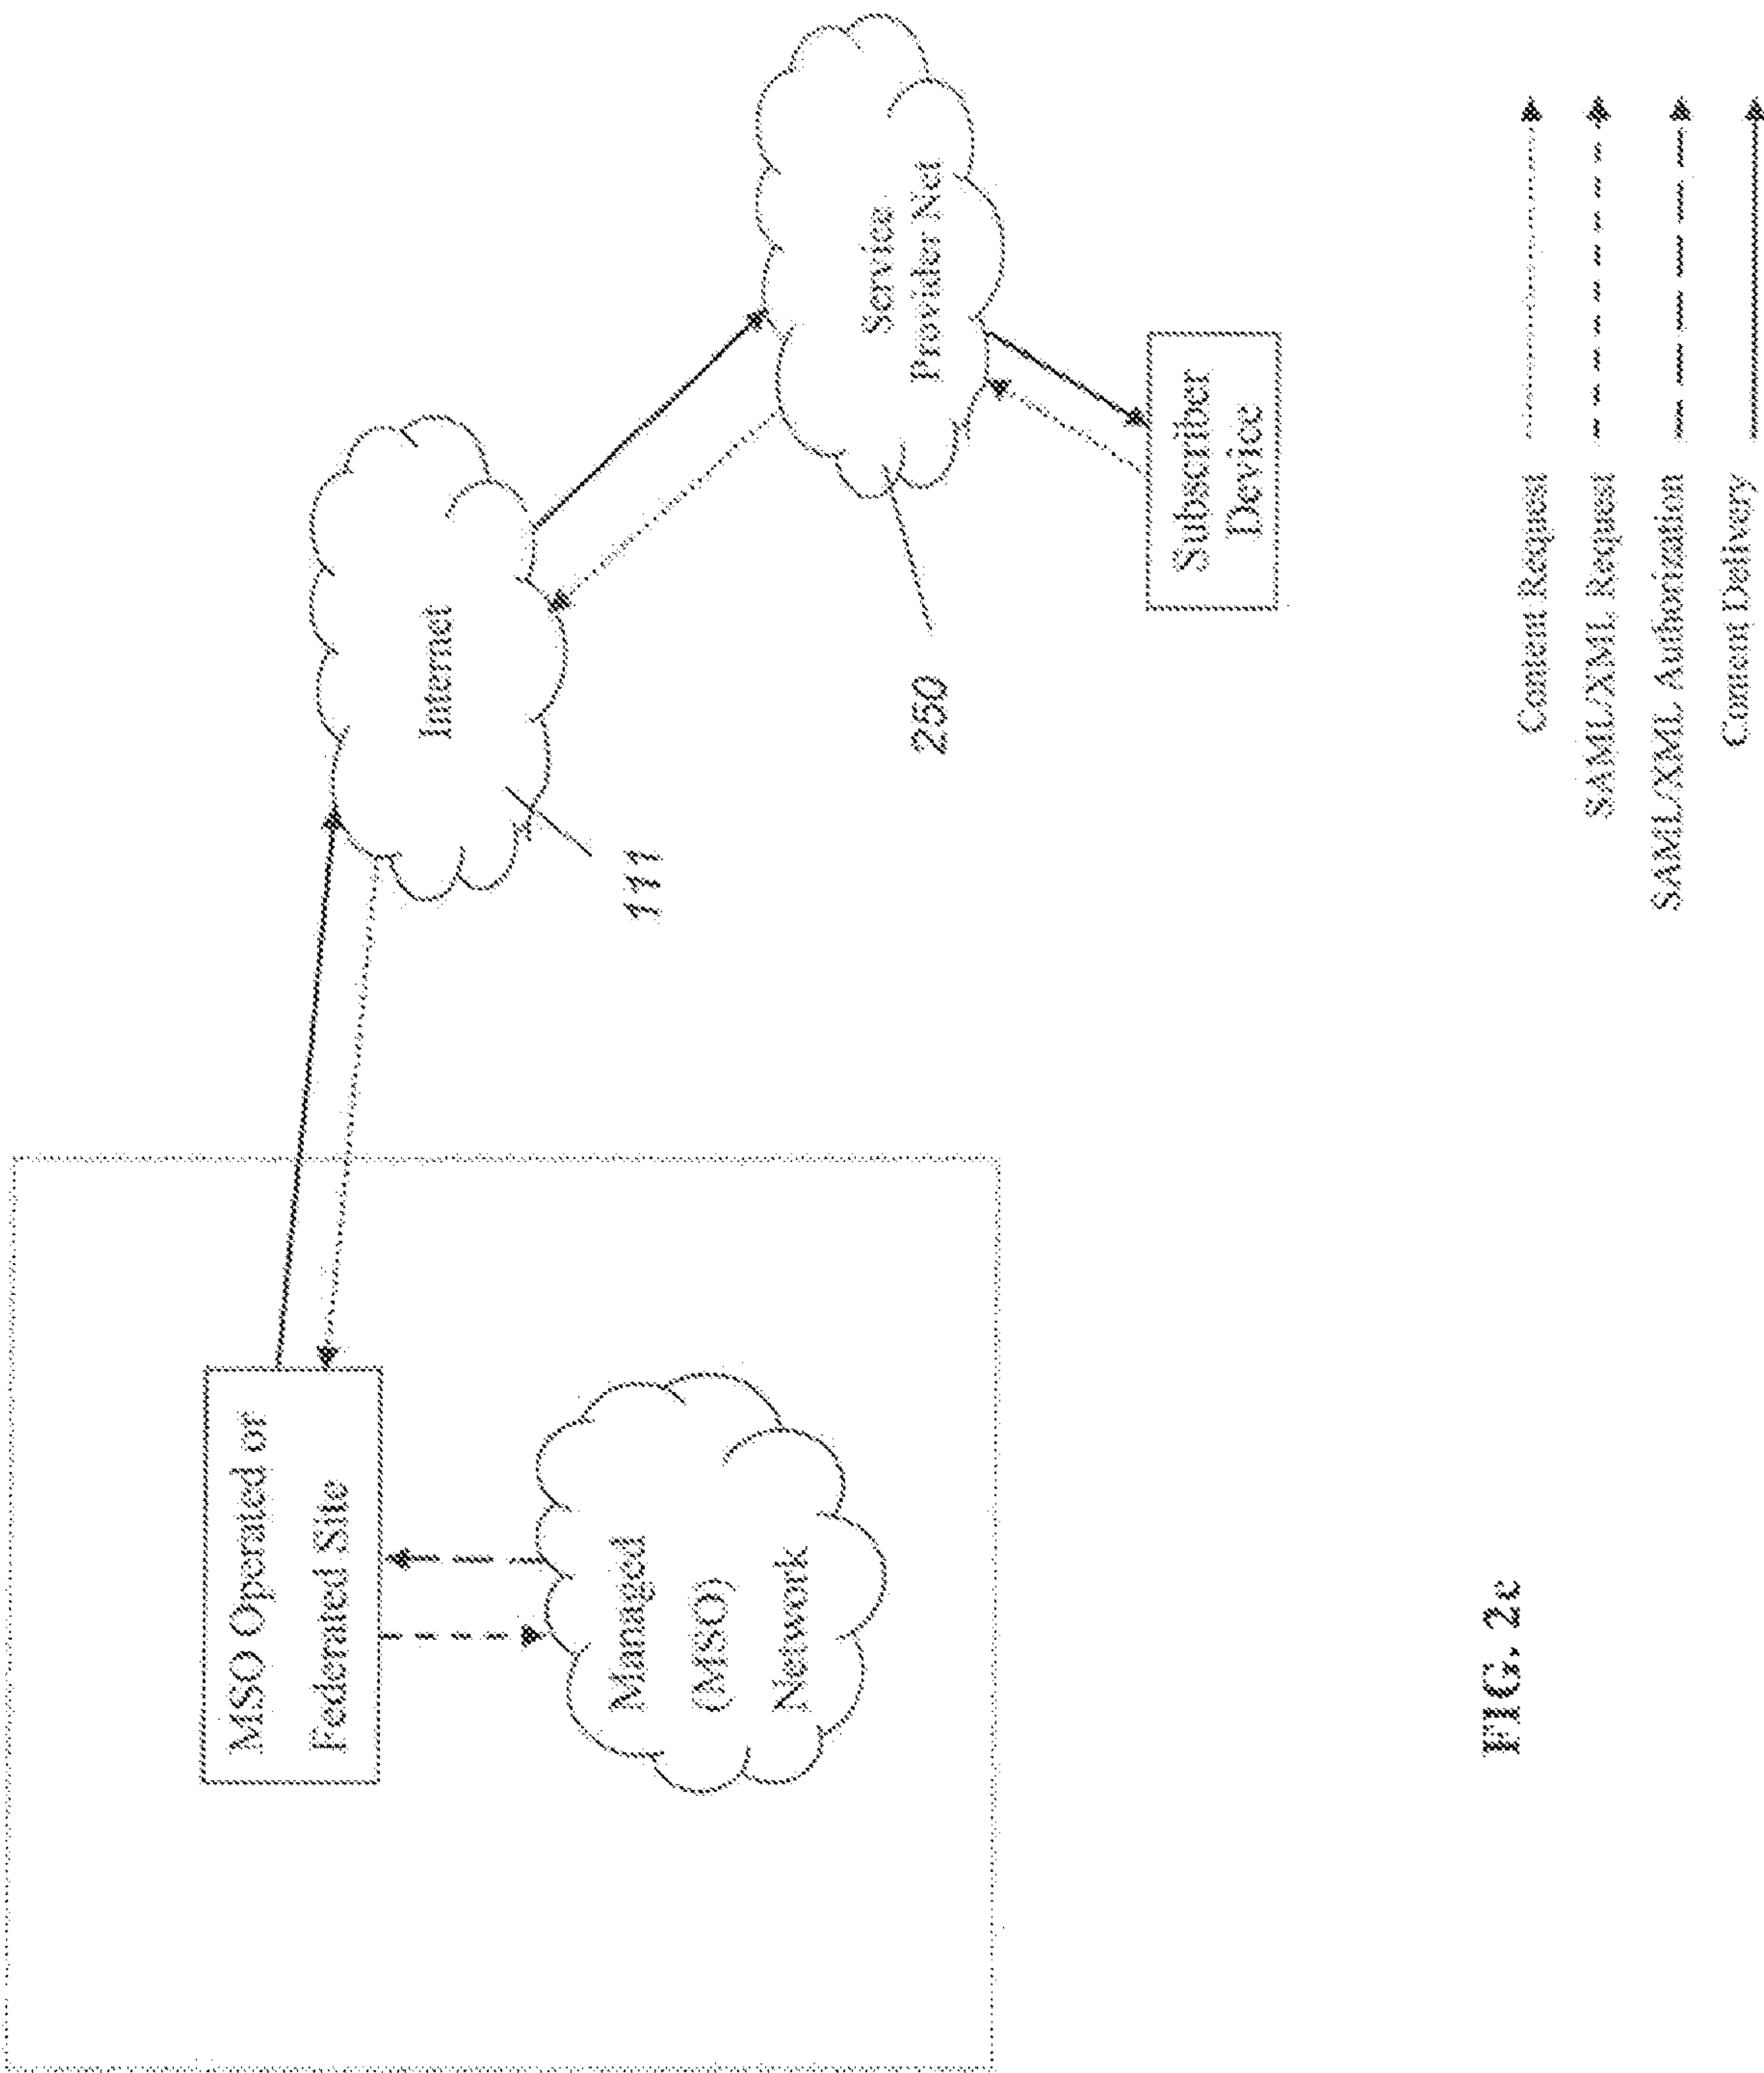 MSO Operated or
Federated Site
Managed
(MSO)
Network
Internet
111
Service
Provider Net
250
Subscriber
Device
Content Request
SAML/XML Request
SAML/XML Authorization
Content Delivery
FIG. 2c